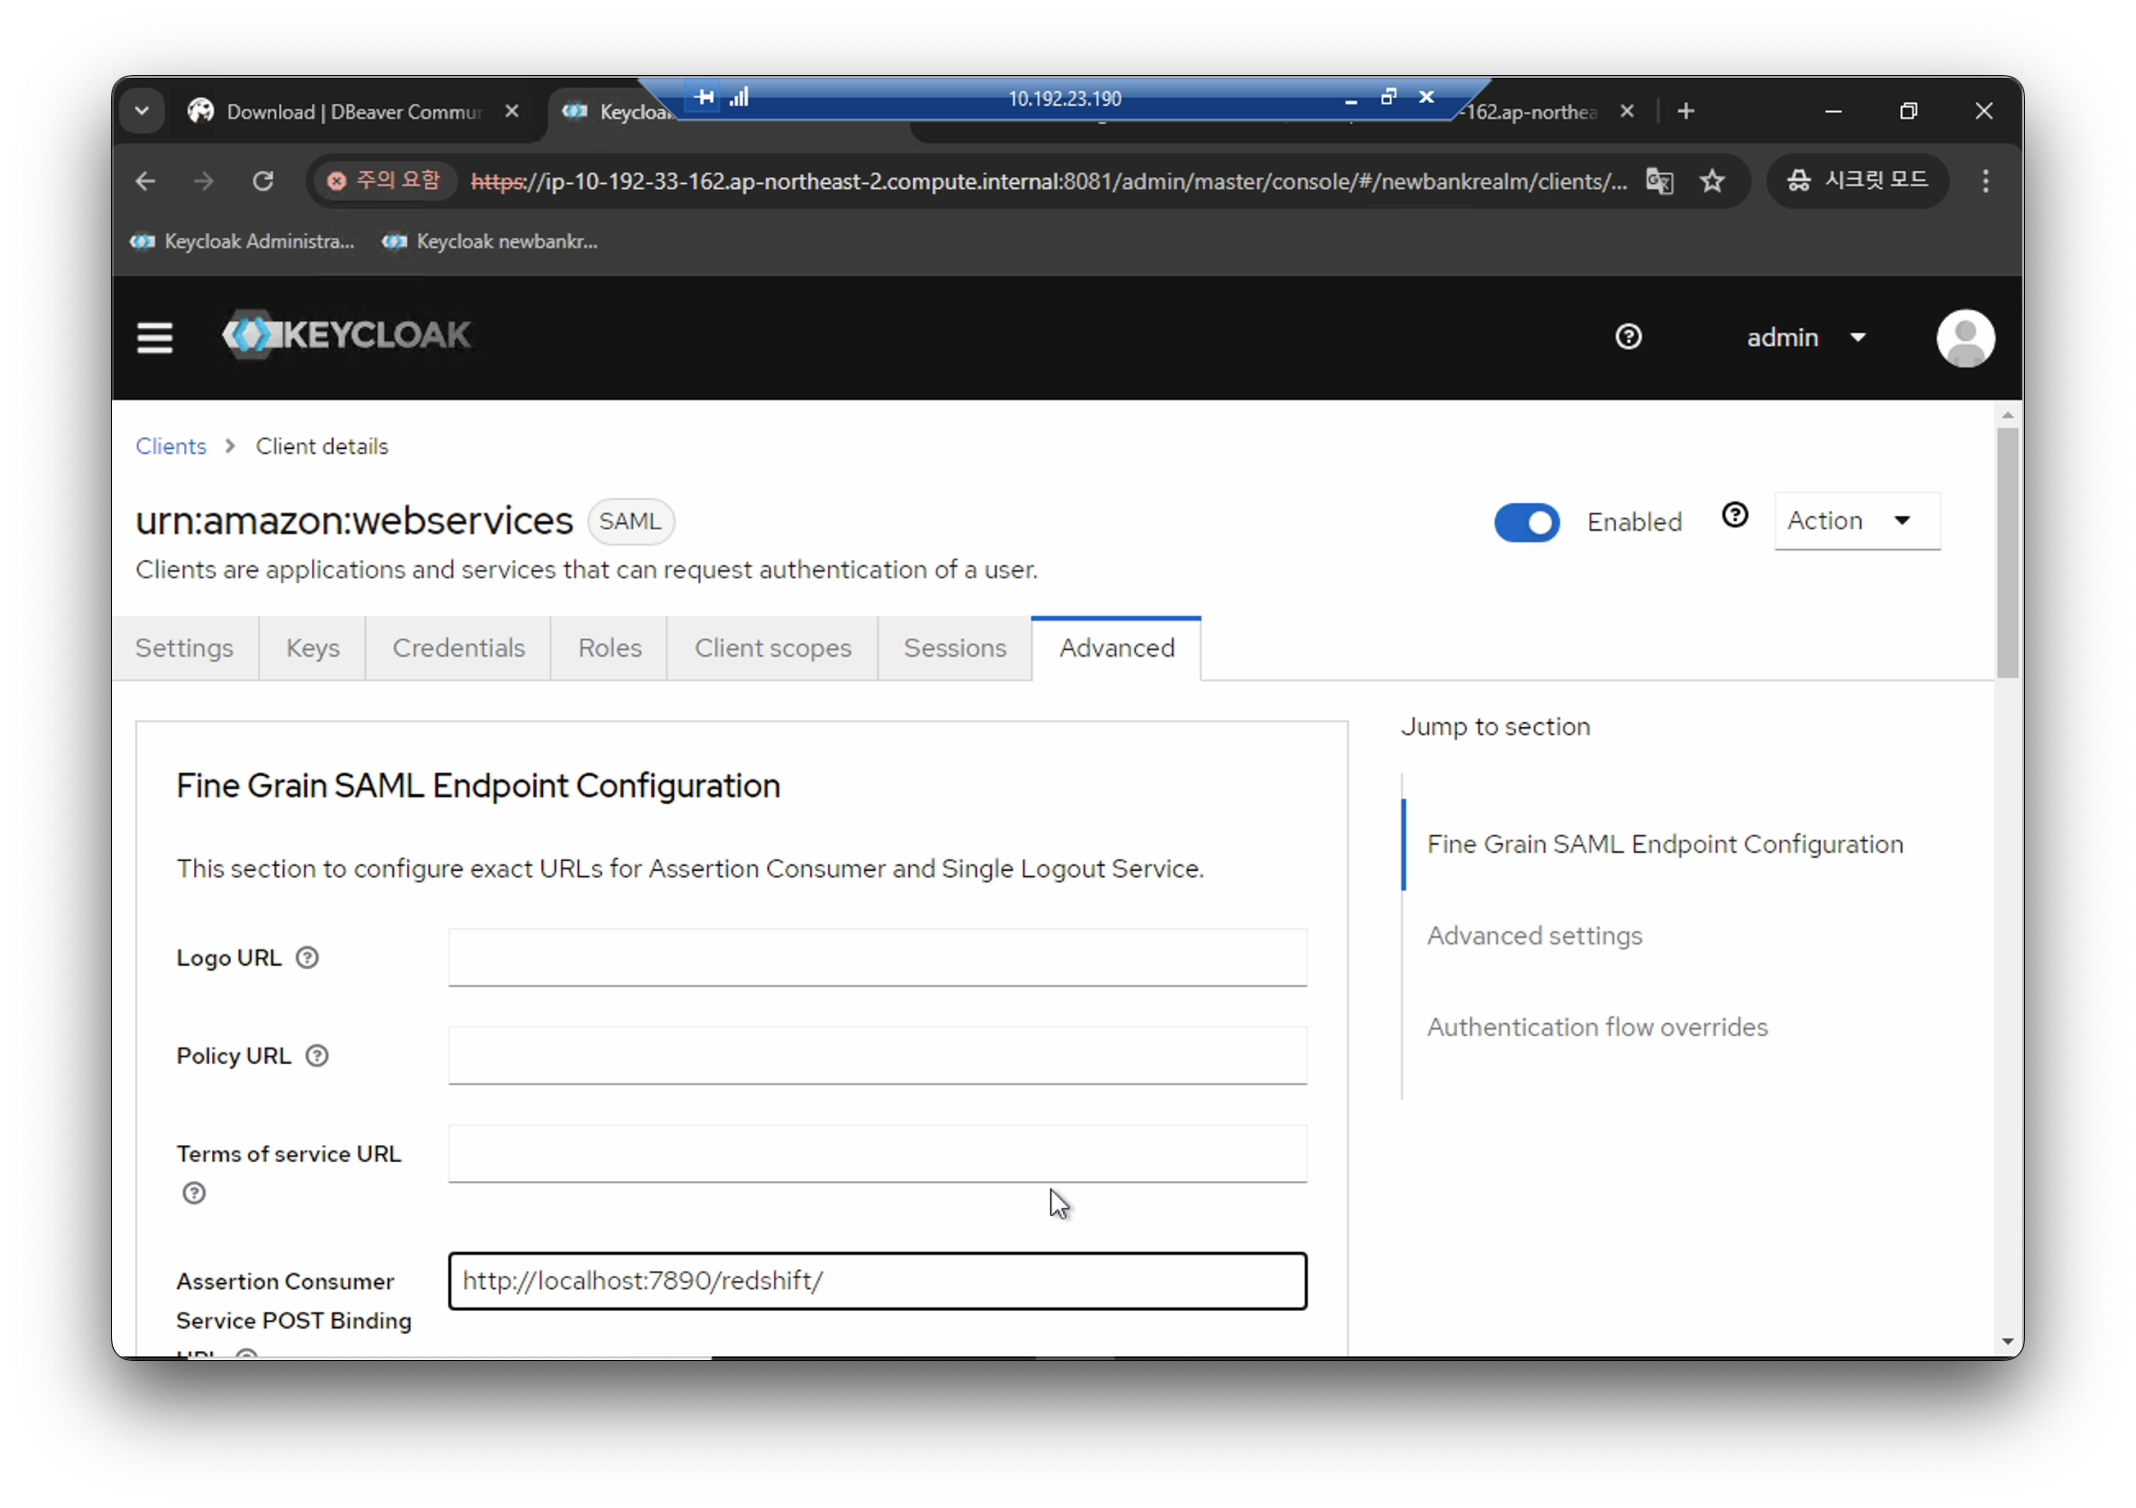 Download | DBeaver Commur
Keycloa
10.192.23.190
-162.ap-northea
주의 요함
https://ip-10-192-33-162.ap-northeast-2.compute.internal:8081/admin/master/console/#/newbankrealm/clients/...
시크릿 모드
Keycloak Administra...
Keycloak newbankr...
KEYCLOAK
admin
Clients
Client details
urn:amazon:webservices
SAML
Enabled
Action
Clients are applications and services that can request authentication of a user.
Settings
Keys
Credentials
Roles
Client scopes
Sessions
Advanced
Fine Grain SAML Endpoint Configuration
This section to configure exact URLs for Assertion Consumer and Single Logout Service.
Logo URL
Policy URL
Terms of service URL
Assertion Consumer
Service POST Binding
http://localhost:7890/redshift/
Jump to section
Fine Grain SAML Endpoint Configuration
Advanced settings
Authentication flow overrides